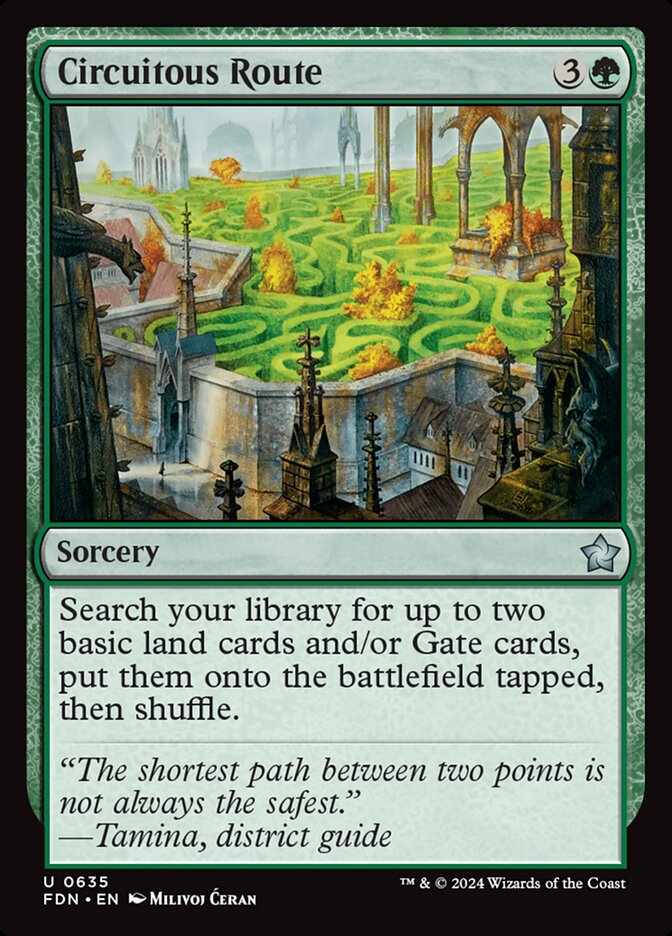 Circuitous Route 3
Sorcery
Search your library for up to two
basic land cards and/or Gate cards,
put them onto the battlefield tapped,
then shuffle.
“The shortest path between two points is
not always the safest.”
—Tamina, district guide
U 0635
FDN • EN Milivoj Ćeran
™ & © 2024 Wizards of the Coast